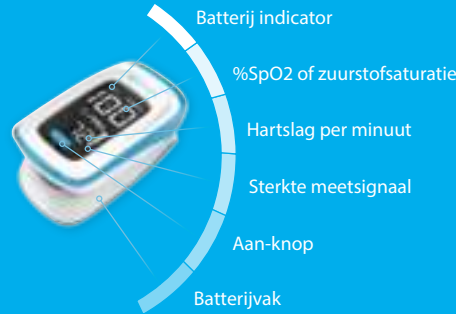 Batterij indicator
%SpO2 of zuurstofsaturatie
Hartslag per minuut
Sterkte meetsignaal
Aan-knop
Batterijvak